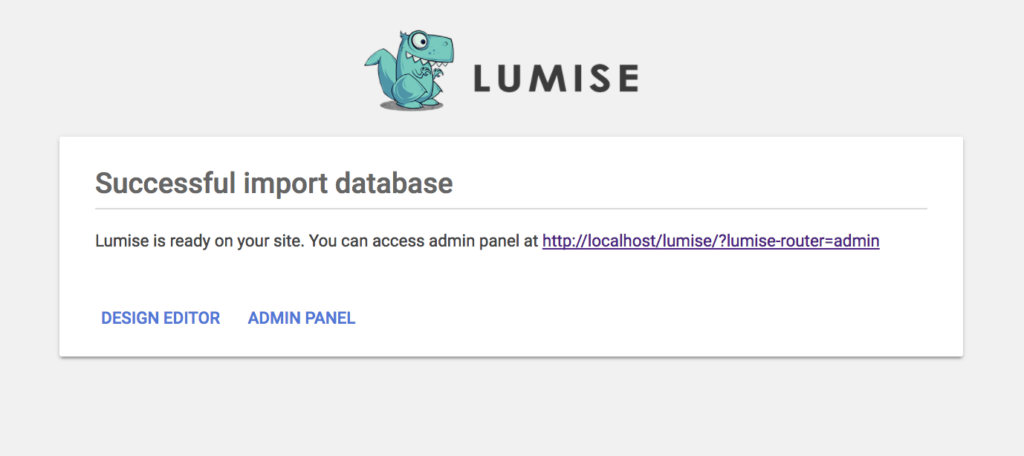 LUMISE
Successful import database
Lumise is ready on your site. You can access admin panel at http://localhost/lumise/?lumise-router=admin
DESIGN EDITOR ADMIN PANEL